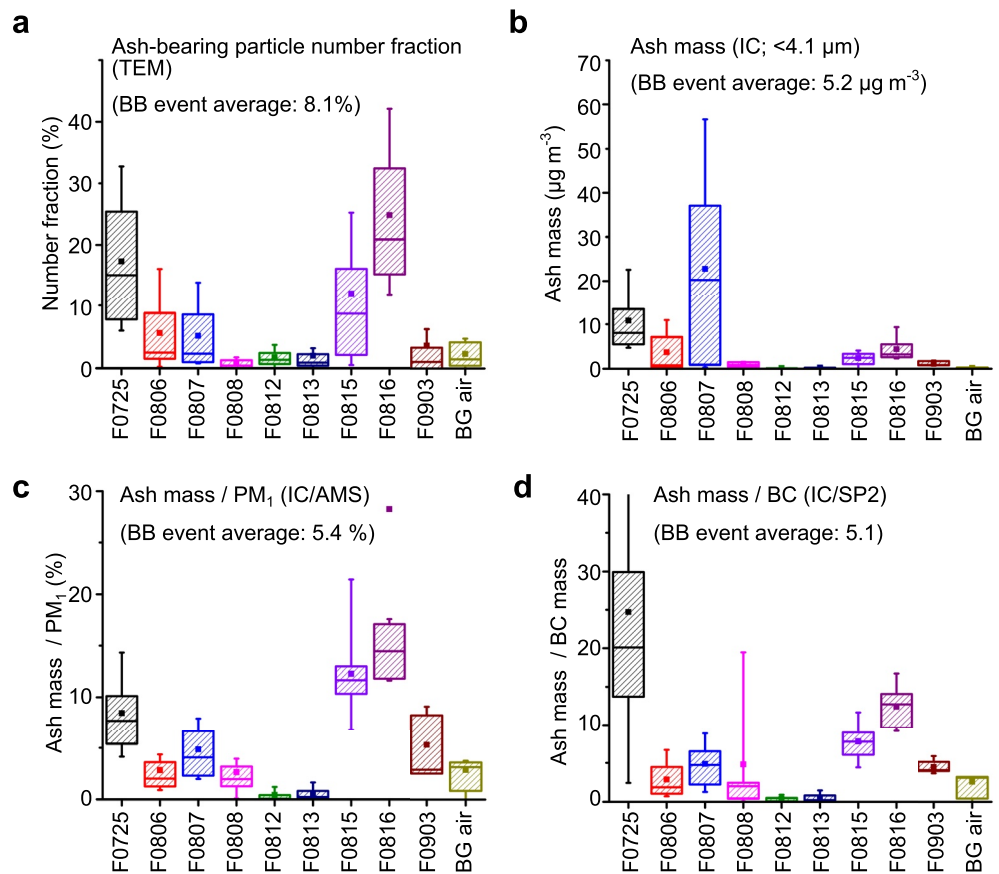 a
Ash-bearing particle number fraction
(TEM)
(BB event average: 8.1%)
Number fraction (%)
40
30
20
10
0
F0725
F0806
F0807
F0808
F0812
F0813
F0815
F0816
F0903
BG air
b
Ash mass (IC; <4.1 µm)
(BB event average: 5.2 µg m⁻³)
Ash mass (µg m⁻³)
70
60
50
40
30
20
10
0
F0725
F0806
F0807
F0808
F0812
F0813
F0815
F0816
F0903
BG air
c
Ash mass / PM₁ (IC/AMS)
(BB event average: 5.4 %)
Ash mass / PM₁ (%)
30
20
10
0
F0725
F0806
F0807
F0808
F0812
F0813
F0815
F0816
F0903
BG air
d
Ash mass / BC (IC/SP2)
(BB event average: 5.1)
Ash mass / BC mass
40
30
20
10
0
F0725
F0806
F0807
F0808
F0812
F0813
F0815
F0816
F0903
BG air